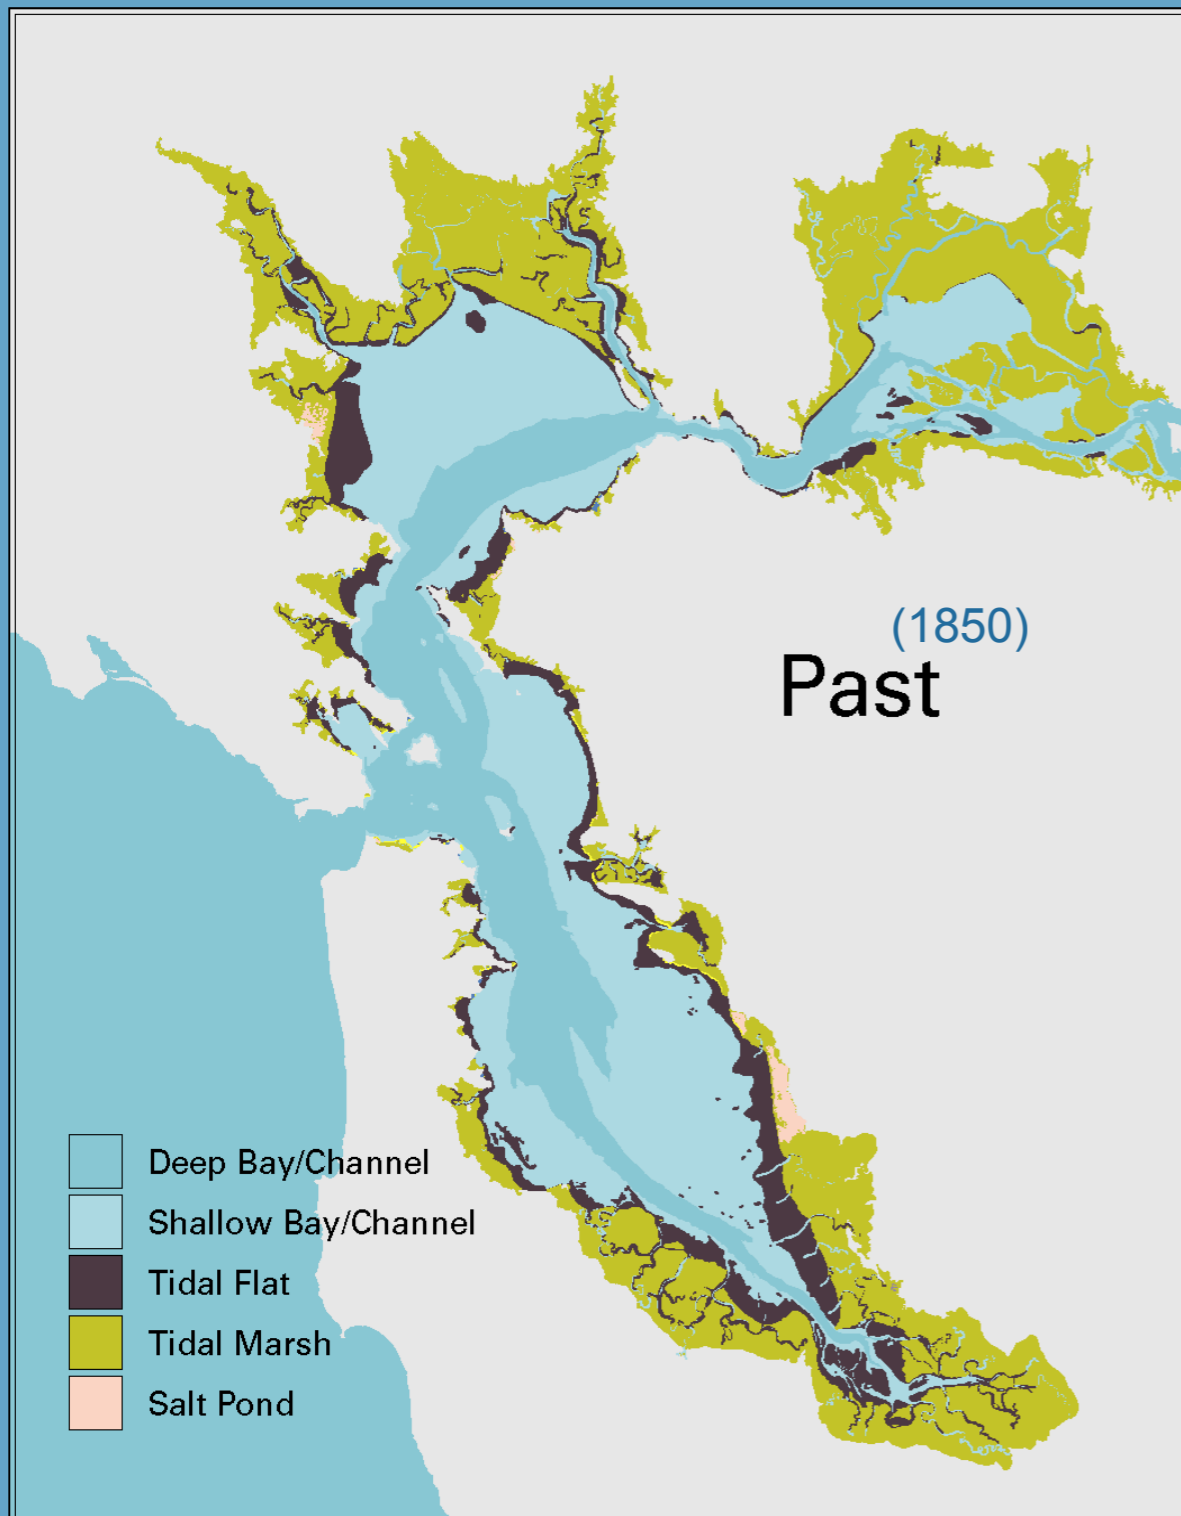 (1850)
Past
Deep Bay/Channel
Shallow Bay/Channel
Tidal Flat
Tidal Marsh
Salt Pond